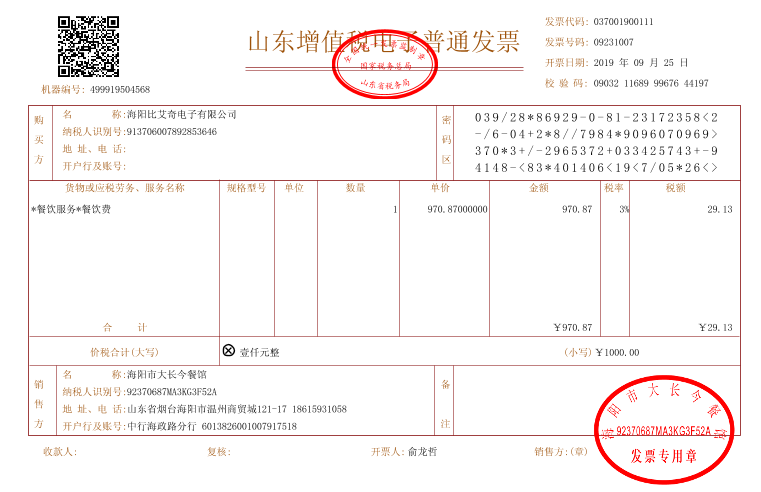 山东增值税电子普通发票
全国统一发票监制章
国家税务总局
山东省税务局
发票代码: 037001900111
发票号码: 09231007
开票日期: 2019 年 09 月 25 日
校 验 码: 09032 11689 99676 44197
机器编号: 499919504568
购买方
名 称:海阳比艾奇电子有限公司
纳税人识别号:913706007892853646
地 址、电 话:
开户行及账号:
密码区
039/28*86929-0-81-23172358<2
-/6-04+2*8//7984*9096070969>
370*3+/-2965372+033425743+-9
4148-<83*401406<19<7/05*26<>
货物或应税劳务、服务名称 规格型号 单位 数量 单价 金额 税率 税额
*餐饮服务*餐饮费 1 970.87000000 970.87 3% 29.13
合 计 ￥970.87 ￥29.13
价税合计(大写) ⊗ 壹仟元整 (小写)￥1000.00
销售方
名 称:海阳市大长今餐馆
纳税人识别号:92370687MA3KG3F52A
地 址、电 话:山东省烟台海阳市温州商贸城121-17 18615931058
开户行及账号:中行海政路分行 6013826001007917518
备注
海阳市大长今餐馆
92370687MA3KG3F52A
发票专用章
收款人: 复核: 开票人: 俞龙哲 销售方:(章)